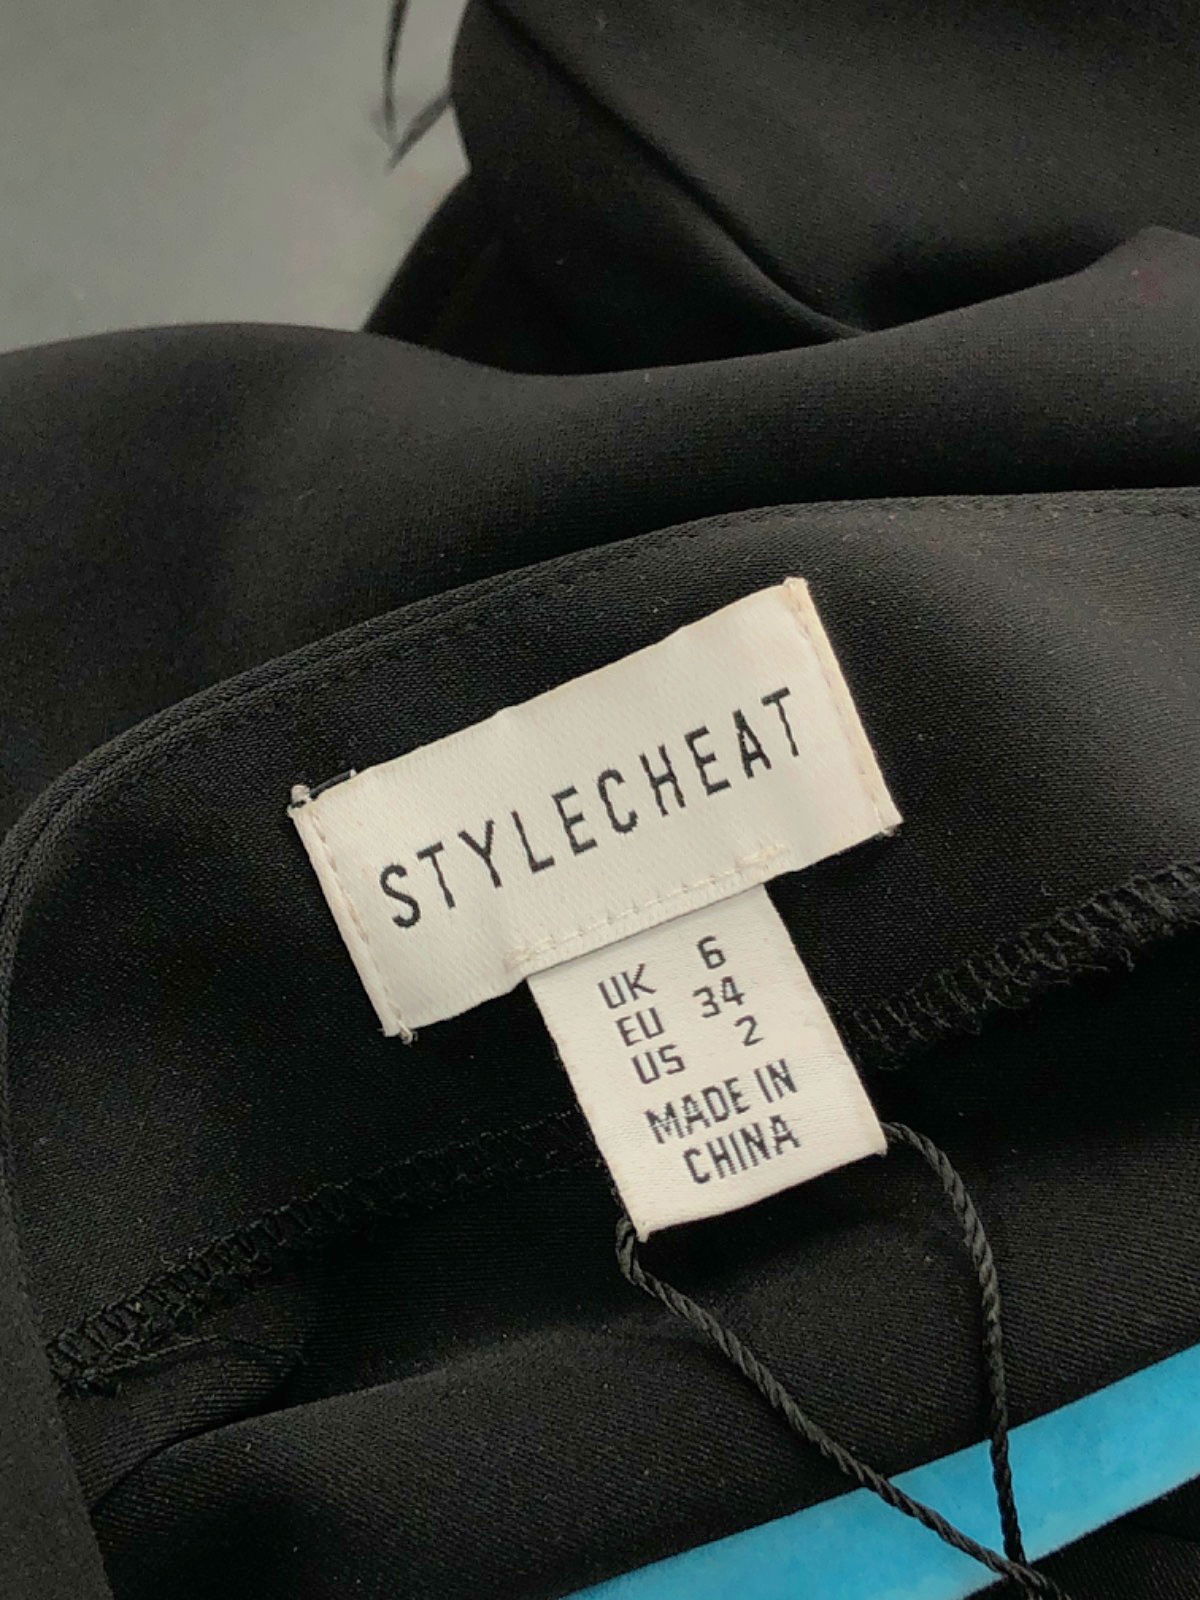 STYLECHEAT
UK 6
EU 34
US 2
MADE IN
CHINA